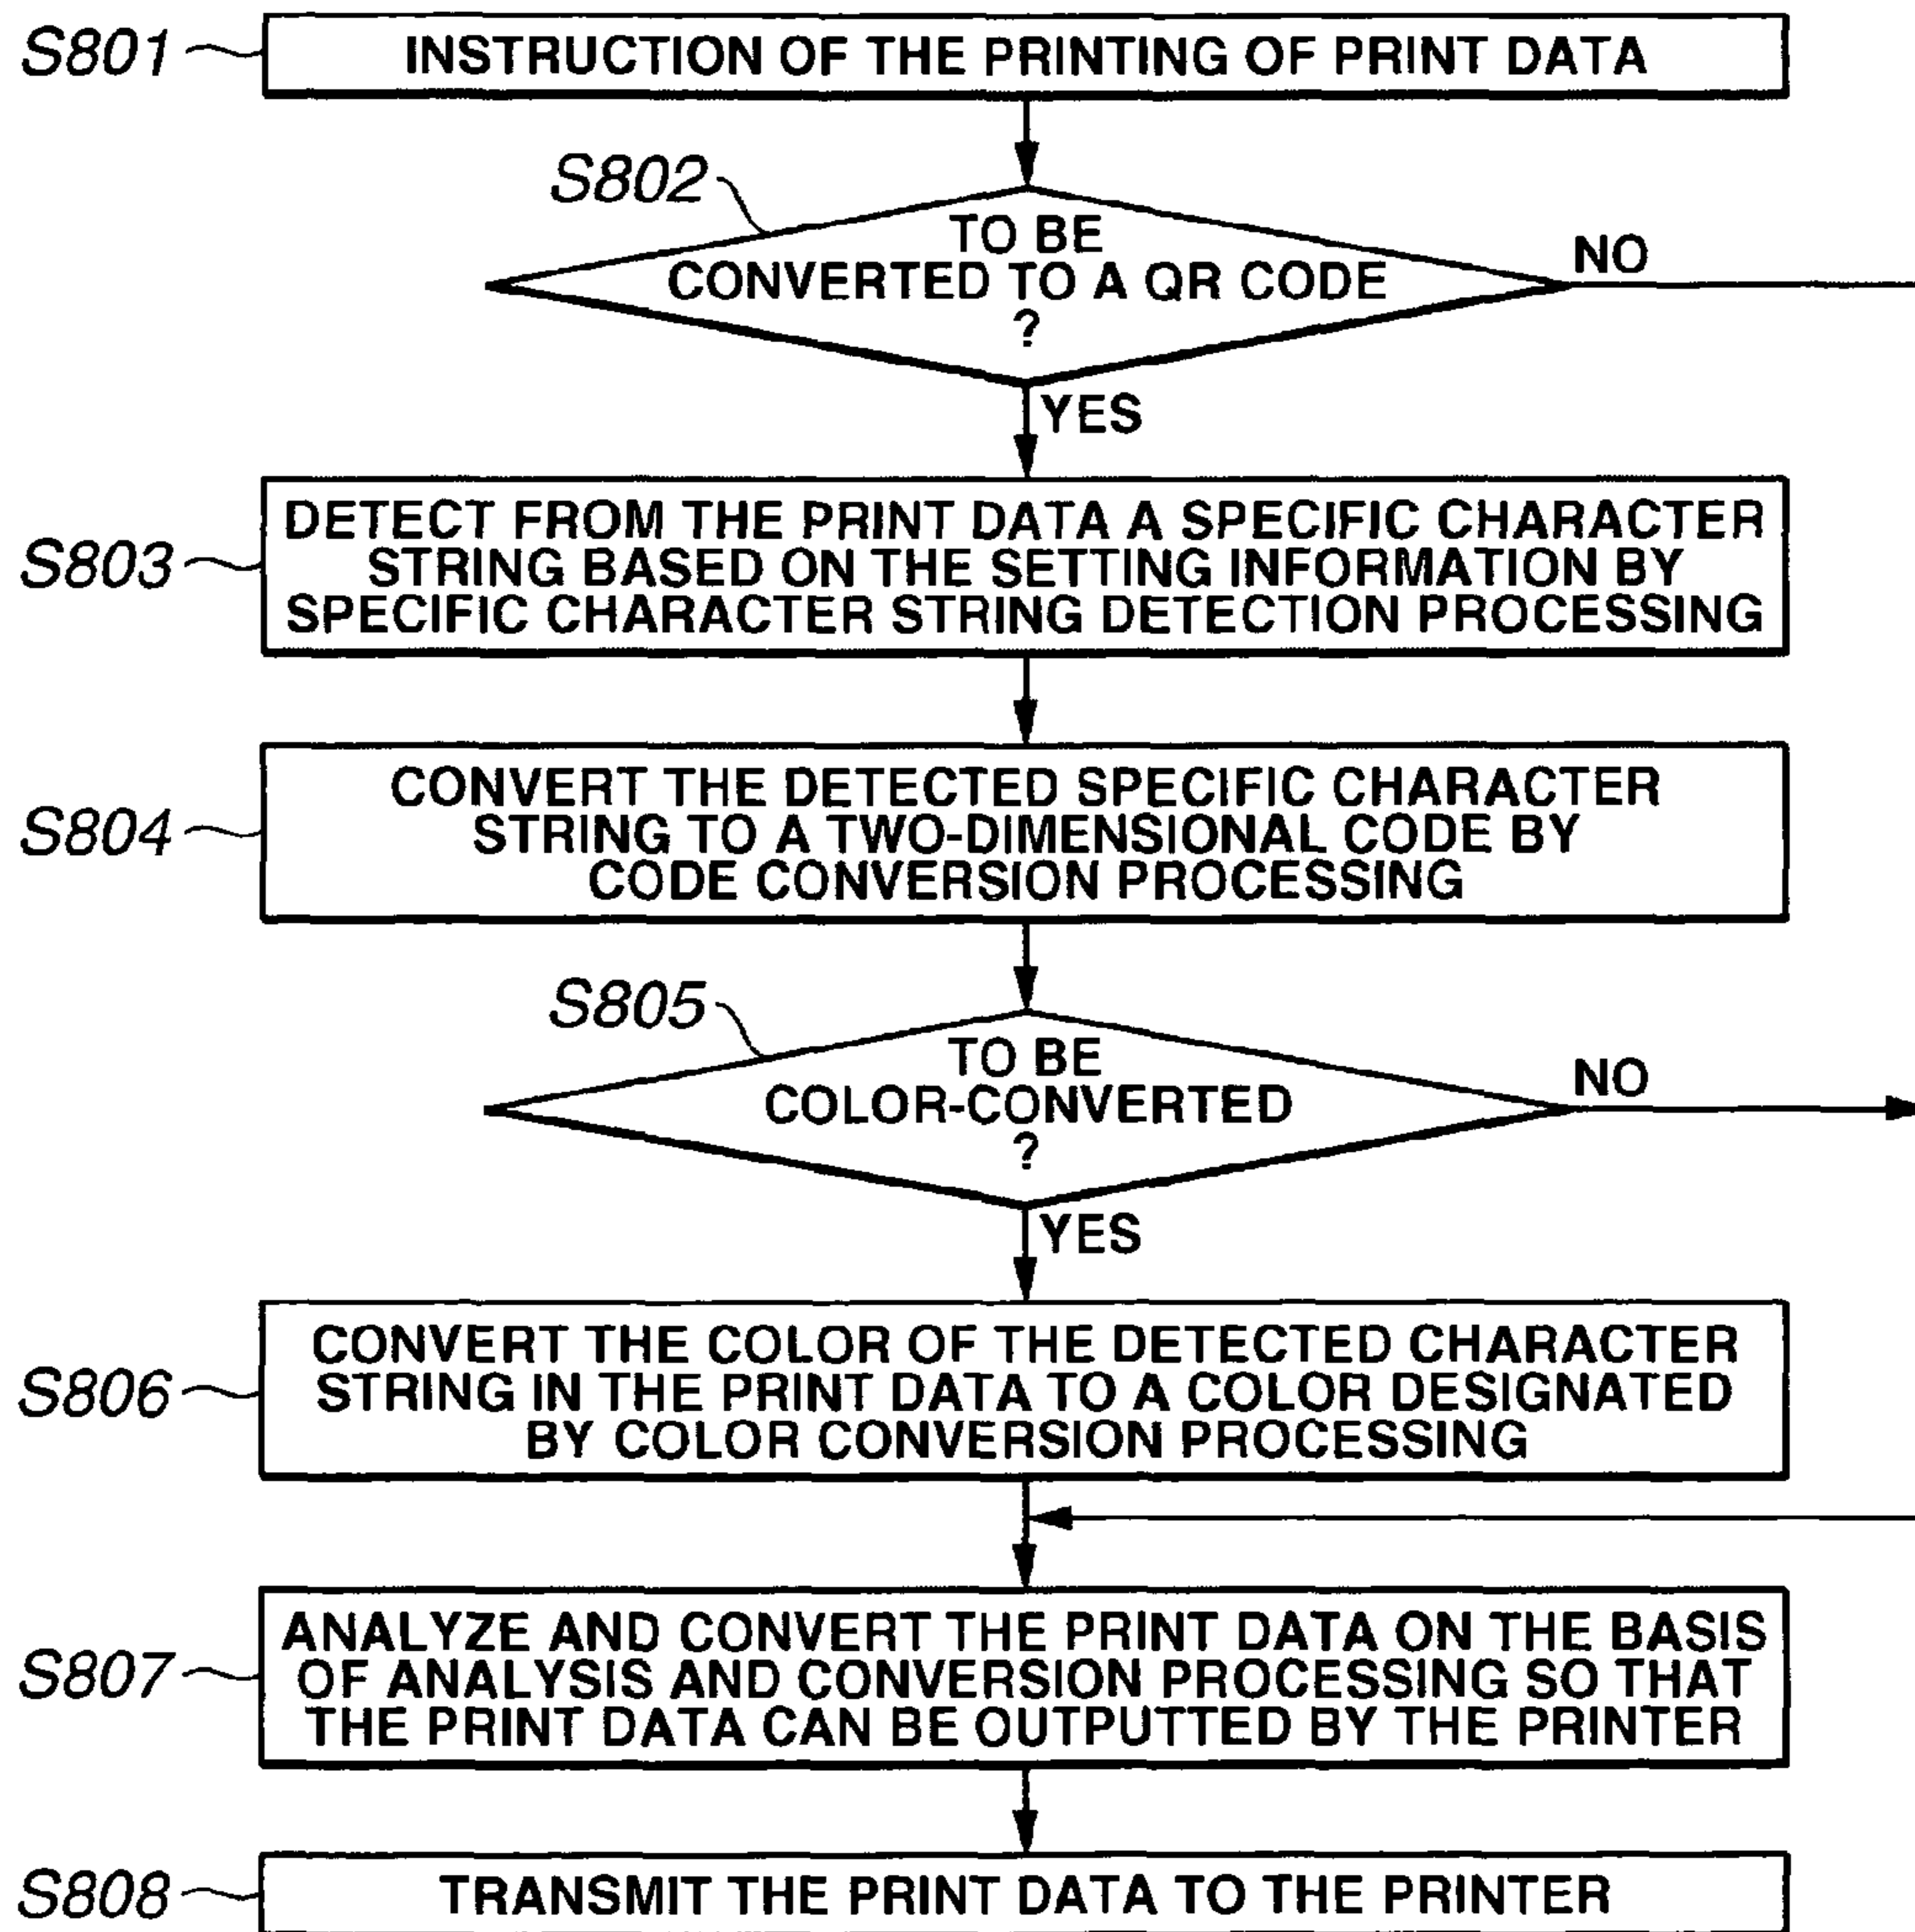 S801
INSTRUCTION OF THE PRINTING OF PRINT DATA
S802
TO BE
CONVERTED TO A QR CODE
?
NO
YES
S803
DETECT FROM THE PRINT DATA A SPECIFIC CHARACTER
STRING BASED ON THE SETTING INFORMATION BY
SPECIFIC CHARACTER STRING DETECTION PROCESSING
S804
CONVERT THE DETECTED SPECIFIC CHARACTER
STRING TO A TWO-DIMENSIONAL CODE BY
CODE CONVERSION PROCESSING
S805
TO BE
COLOR-CONVERTED
?
NO
YES
S806
CONVERT THE COLOR OF THE DETECTED CHARACTER
STRING IN THE PRINT DATA TO A COLOR DESIGNATED
BY COLOR CONVERSION PROCESSING
S807
ANALYZE AND CONVERT THE PRINT DATA ON THE BASIS
OF ANALYSIS AND CONVERSION PROCESSING SO THAT
THE PRINT DATA CAN BE OUTPUTTED BY THE PRINTER
S808
TRANSMIT THE PRINT DATA TO THE PRINTER